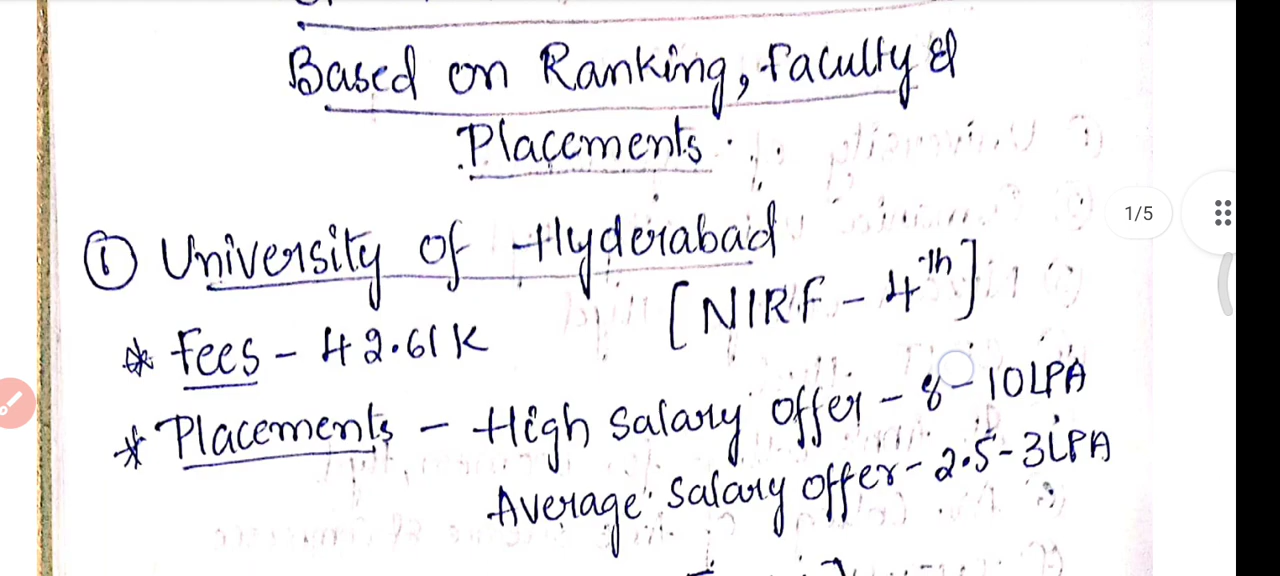 Based on Ranking, Faculty &
Placements.
① University of Hyderabad
[NIRF - 4th]
* Fees - 42.61K
* Placements - High Salary offer - 8-10LPA
Average salary offer - 2.5-3LPA
1/5